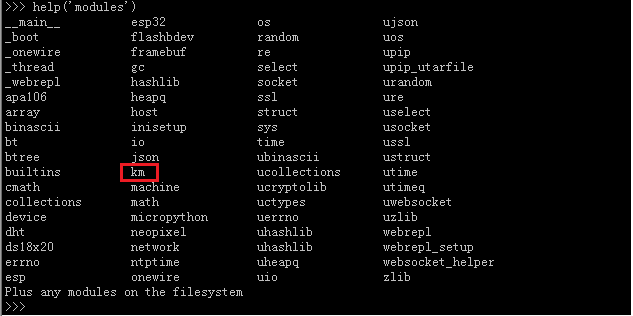 >>> help('modules')
__main__ esp32 os ujson
_boot flashbdev random uos
_onewire framebuf re upip
_thread gc select upip_utarfile
_webrepl hashlib socket urandom
apa106 heapq ssl ure
array host struct uselect
binascii inisetup sys usocket
bt io time ussl
btree json ubinascii ustruct
builtins km ucollections utime
cmath machine ucryptolib utimeq
collections math uctypes uwebsocket
device micropython uerrno uzlib
dht neopixel uhashlib webrepl
ds18x20 network uhashlib webrepl_setup
errno ntptime uheapq websocket_helper
esp onewire uio zlib
Plus any modules on the filesystem
>>>